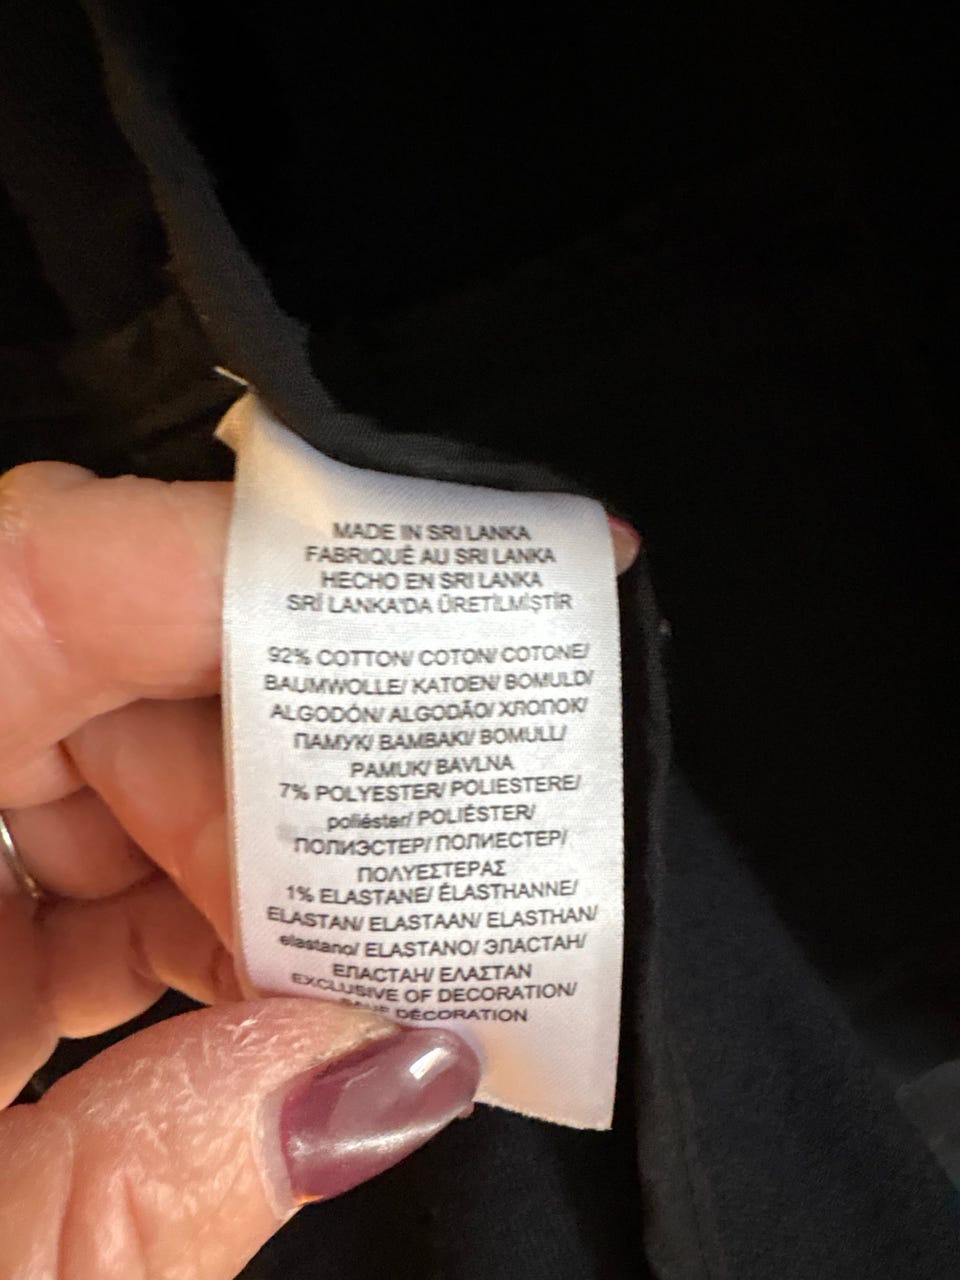 MADE IN SRI LANKA
FABRIQUÉ AU SRI LANKA
HECHO EN SRI LANKA
SRİ LANKA'DA ÜRETİLMİŞTİR
92% COTTON/ COTON/ COTONE/
BAUMWOLLE/ KATOEN/ BOMULD/
ALGODÓN/ ALGODÃO/ ХЛОПОК/
ПАМУК/ BAMBAKI/ BOMULL/
PAMUK/ BAVLNA
7% POLYESTER/ POLIESTERE/
poliéster/ POLIÉSTER/
ПОЛИЭСТЕР/ ПОЛИЕСТЕР/
ΠΟΛΥΕΣΤΕΡΑΣ
1% ELASTANE/ ÉLASTHANNE/
ELASTAN/ ELASTAAN/ ELASTHAN/
elastano/ ELASTANO/ ЭЛАСТАН/
ЕЛАСТАН/ ΕΛΑΣΤΑΝ
EXCLUSIVE OF DECORATION/
SAUF DÉCORATION